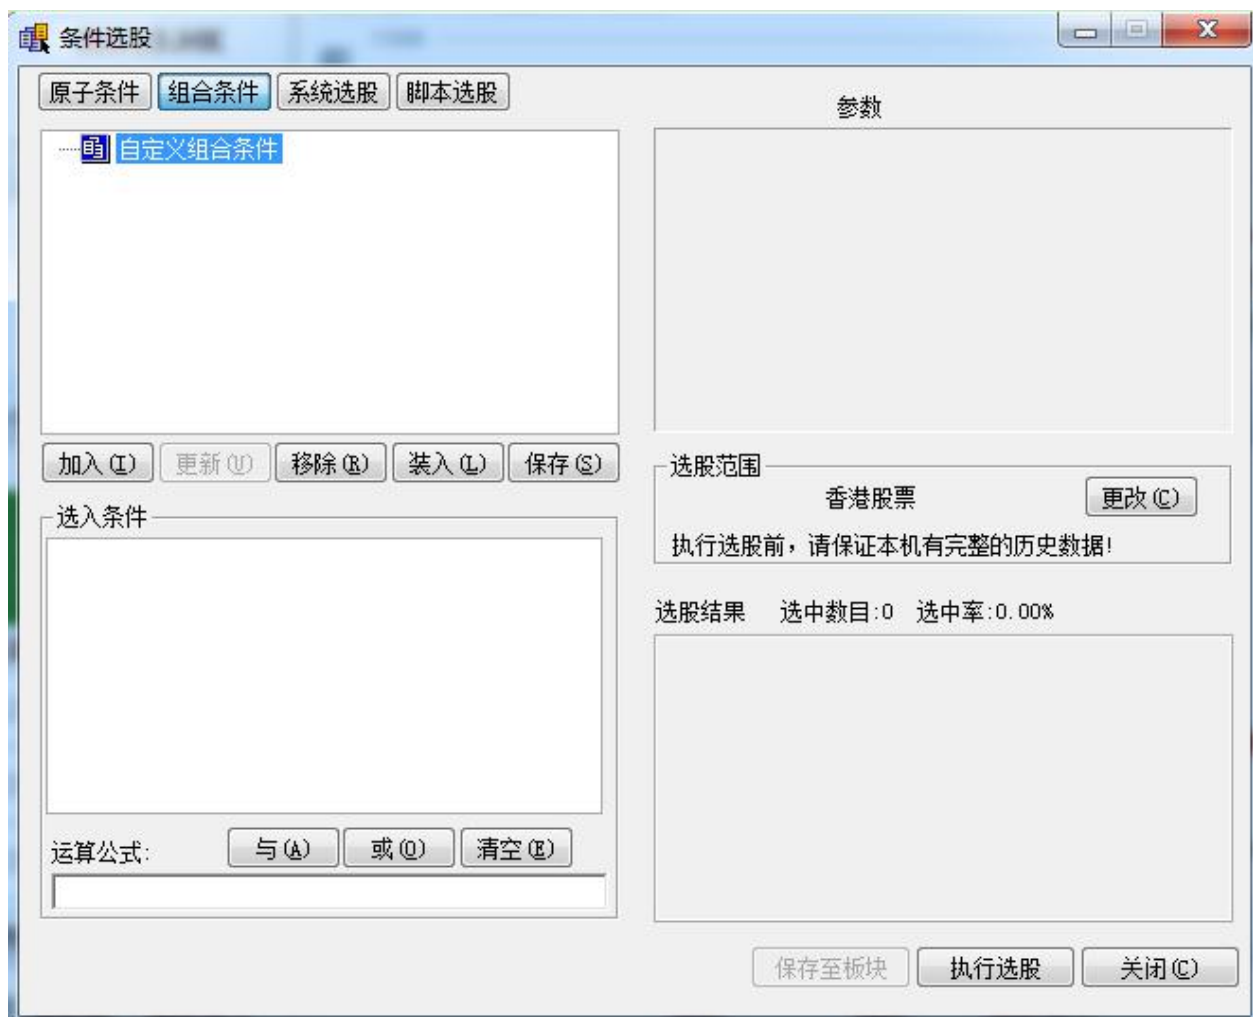 条件选股
原子条件 组合条件 系统选股 脚本选股
参数
自定义组合条件
加入(I) 更新(U) 移除(R) 装入(L) 保存(S)
选股范围
香港股票 更改(C)
执行选股前，请保证本机有完整的历史数据!
选入条件
选股结果 选中数目:0 选中率:0.00%
运算公式: 与(A) 或(O) 清空(E)
保存至板块 执行选股 关闭(C)